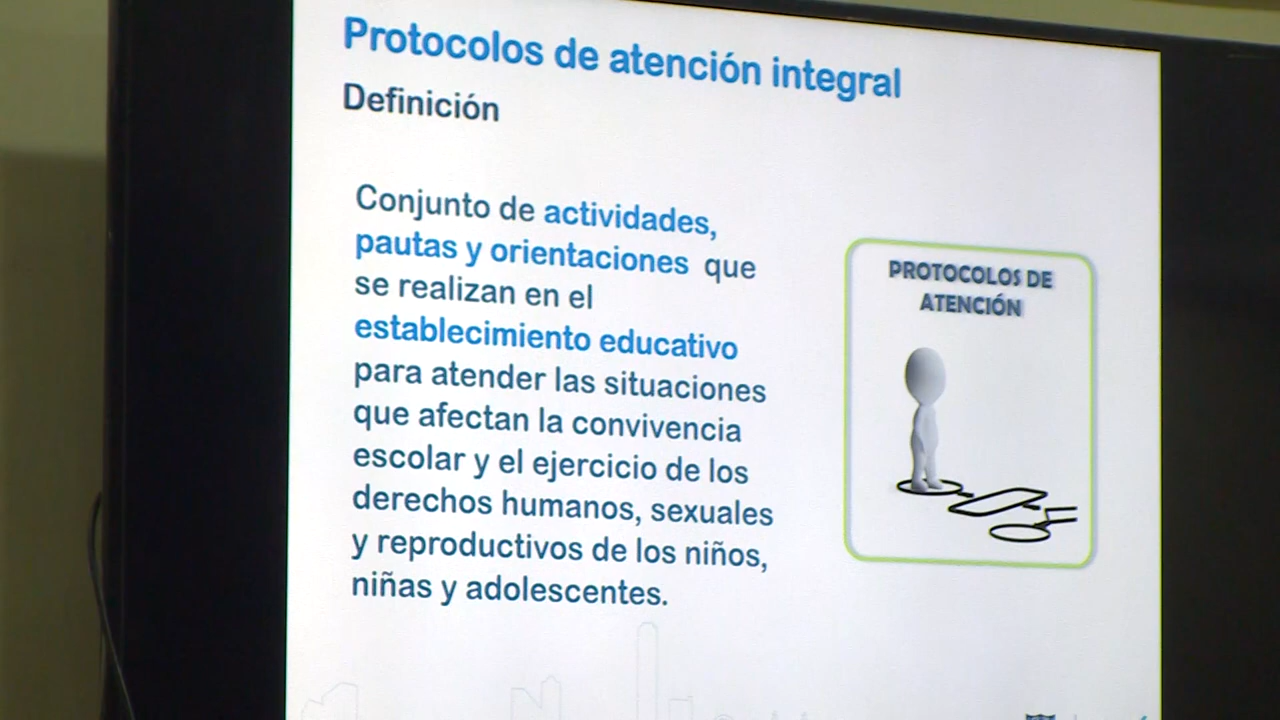 Protocolos de atención integral
Definición
Conjunto de actividades,
pautas y orientaciones que
se realizan en el
establecimiento educativo
para atender las situaciones
que afectan la convivencia
escolar y el ejercicio de los
derechos humanos, sexuales
y reproductivos de los niños,
niñas y adolescentes.
PROTOCOLOS DE
ATENCIÓN